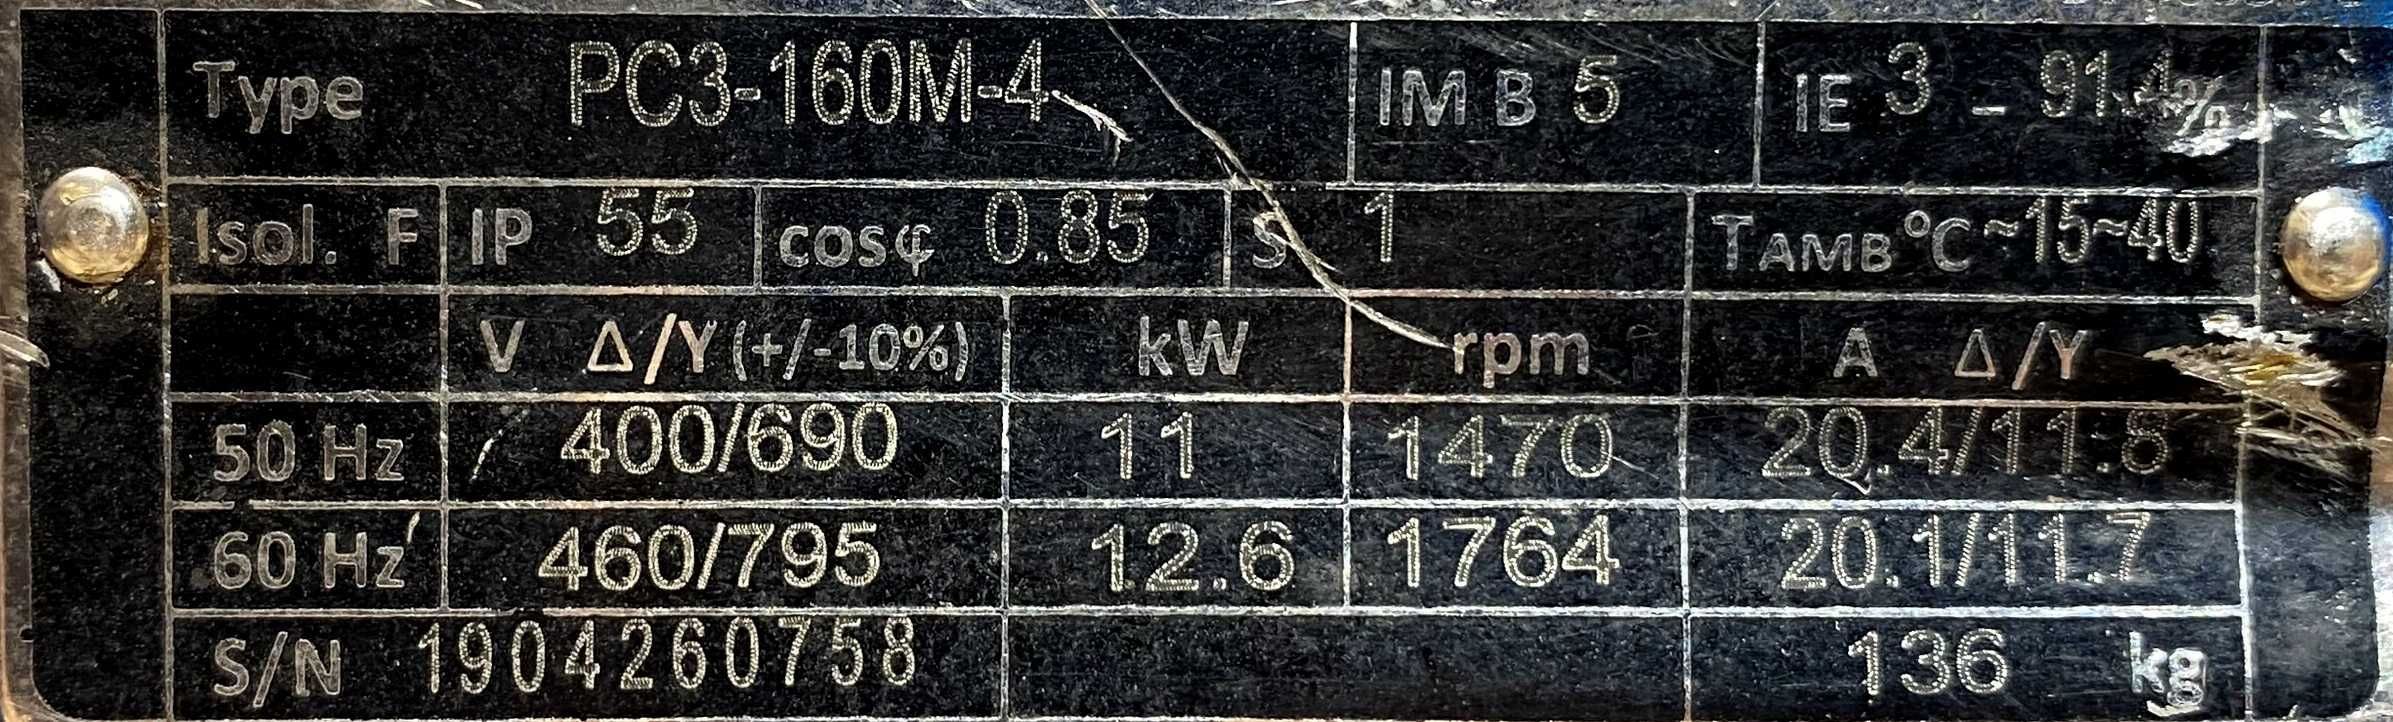 Type PC3-160M-4 IM B 5 IE 3 - 91.4%
Isol. F IP 55 cosφ 0.85 S 1 TAMB °C ~15~40
V Δ/Y (+/-10%) kW rpm A Δ/Y
50 Hz 400/690 11 1470 20.4/11.8
60 Hz 460/795 12.6 1764 20.1/11.7
S/N 1904260758 136 kg